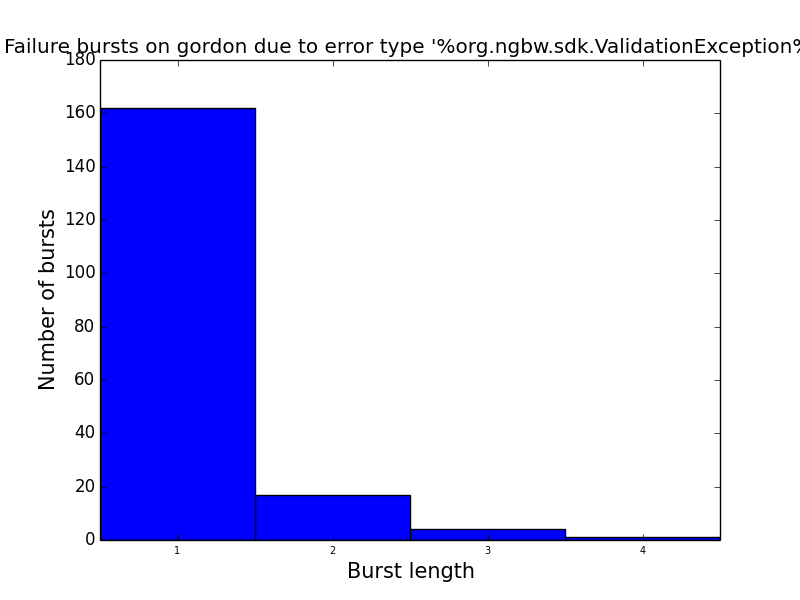 Failure bursts on gordon due to error type '%org.ngbw.sdk.ValidationException%
Number of bursts
180
160
140
120
100
80
60
40
20
0
1 2 3 4
Burst length